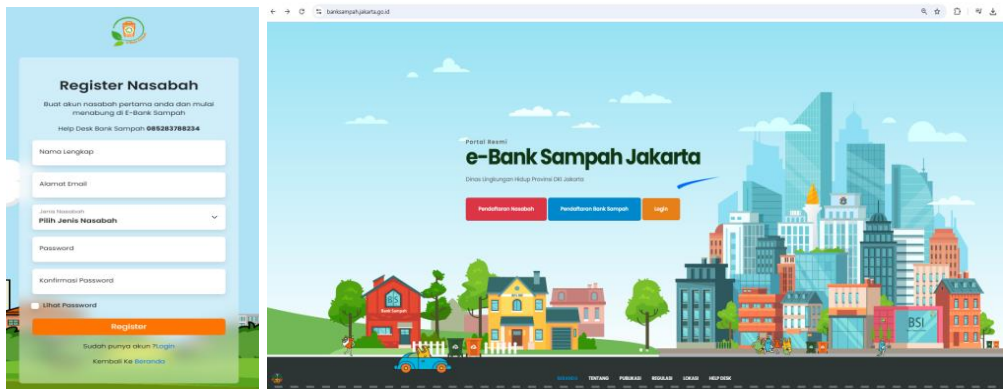 Register Nasabah
Buat akun nasabah pertama anda dan mulai
menabung di E-Bank Sampah
Help Desk Bank Sampah 085283788234
Nama Lengkap
Alamat Email
Jenis Nasabah
Pilih Jenis Nasabah
Password
Konfirmasi Password
Lihat Password
Register
Sudah punya akun ?Login
Kembali Ke Beranda
banksampah.jakarta.go.id
Portal Resmi
e-Bank Sampah Jakarta
Dinas Lingkungan Hidup Provinsi DKI Jakarta
Pendaftaran Nasabah
Pendaftaran Bank Sampah
Login
BS
Bank Sampah
BSI
BERANDA TENTANG PUBLIKASI REGULASI LOKASI HELP DESK